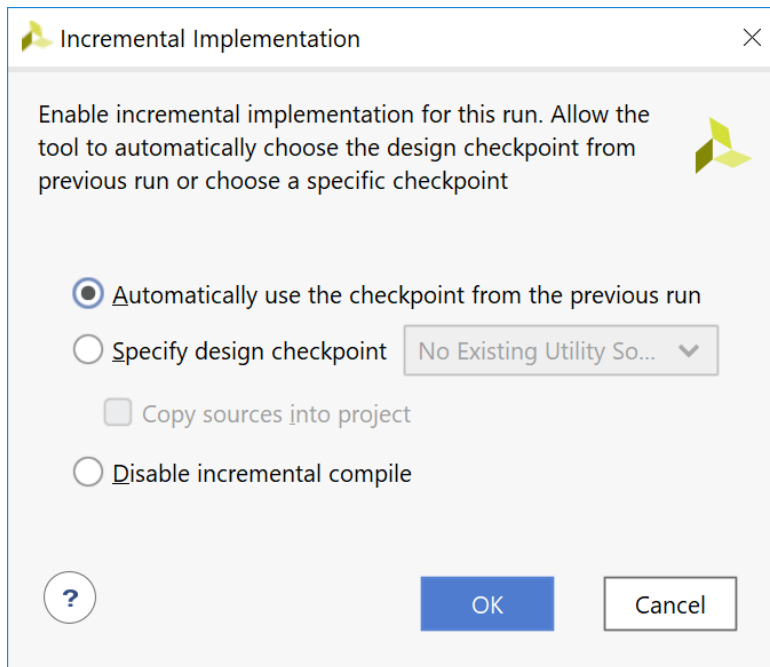 Incremental Implementation
Enable incremental implementation for this run. Allow the
tool to automatically choose the design checkpoint from
previous run or choose a specific checkpoint
Automatically use the checkpoint from the previous run
Specify design checkpoint No Existing Utility So...
Copy sources into project
Disable incremental compile
? OK Cancel